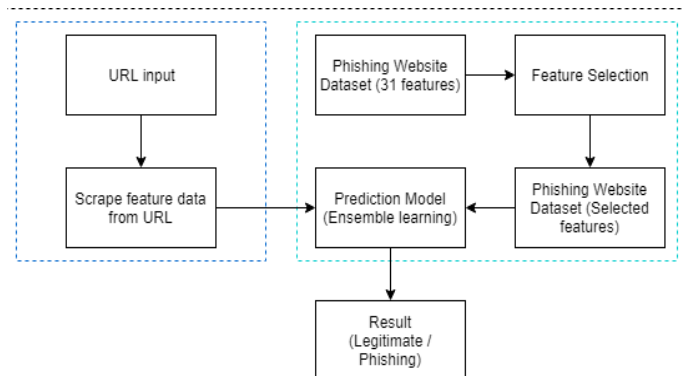 URL input
Phishing Website
Dataset (31 features)
Feature Selection
Scrape feature data
from URL
Prediction Model
(Ensemble learning)
Phishing Website
Dataset (Selected
features)
Result
(Legitimate /
Phishing)